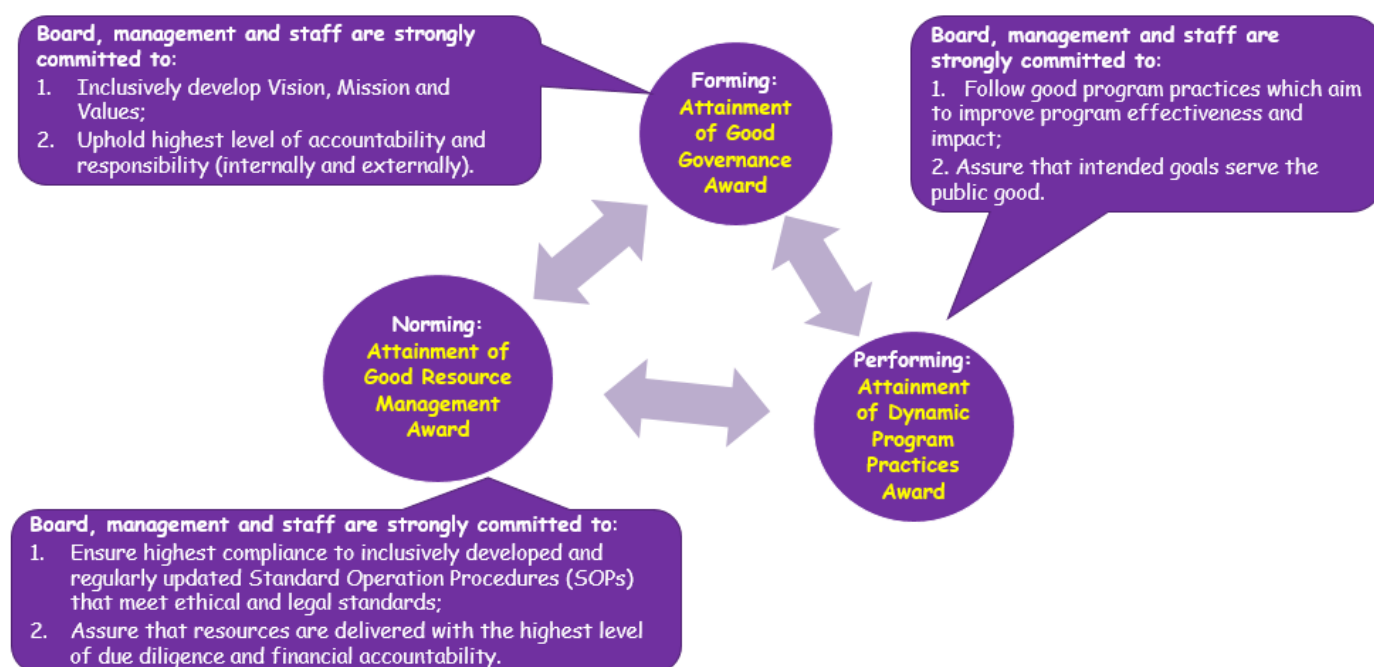 Board, management and staff are strongly
committed to:
1. Inclusively develop Vision, Mission and
Values;
2. Uphold highest level of accountability and
responsibility (internally and externally).
Forming:
Attainment
of Good
Governance
Award
Board, management and staff are
strongly committed to:
1. Follow good program practices which aim
to improve program effectiveness and
impact;
2. Assure that intended goals serve the
public good.
Norming:
Attainment of
Good Resource
Management
Award
Performing:
Attainment
of Dynamic
Program
Practices
Award
Board, management and staff are strongly committed to:
1. Ensure highest compliance to inclusively developed and
regularly updated Standard Operation Procedures (SOPs)
that meet ethical and legal standards;
2. Assure that resources are delivered with the highest level
of due diligence and financial accountability.